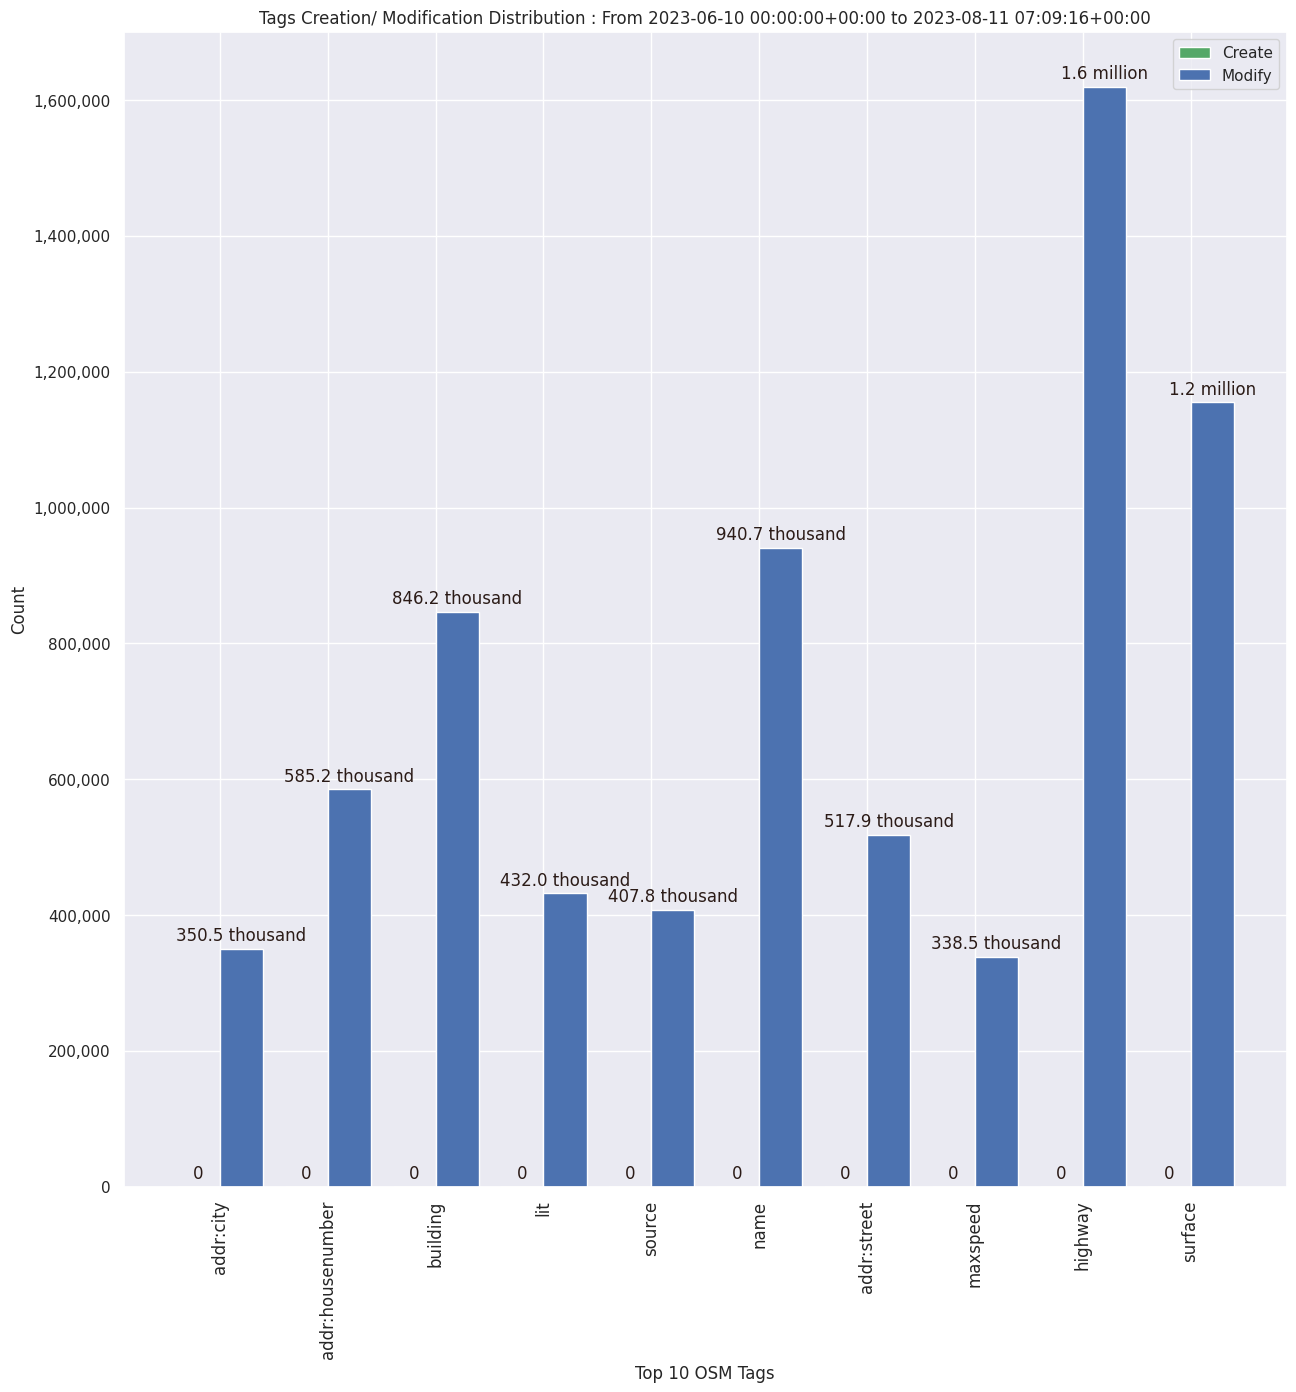 Tags Creation/ Modification Distribution : From 2023-06-10 00:00:00+00:00 to 2023-08-11 07:09:16+00:00
Create
Modify
1.6 million
1,600,000
1,400,000
1.2 million
1,200,000
1,000,000
940.7 thousand
846.2 thousand
Count
800,000
585.2 thousand
600,000
517.9 thousand
432.0 thousand
407.8 thousand
400,000
350.5 thousand
338.5 thousand
200,000
0 0 0 0 0 0 0 0 0 0
0
addr:city
addr:housenumber
building
lit
source
name
addr:street
maxspeed
highway
surface
Top 10 OSM Tags